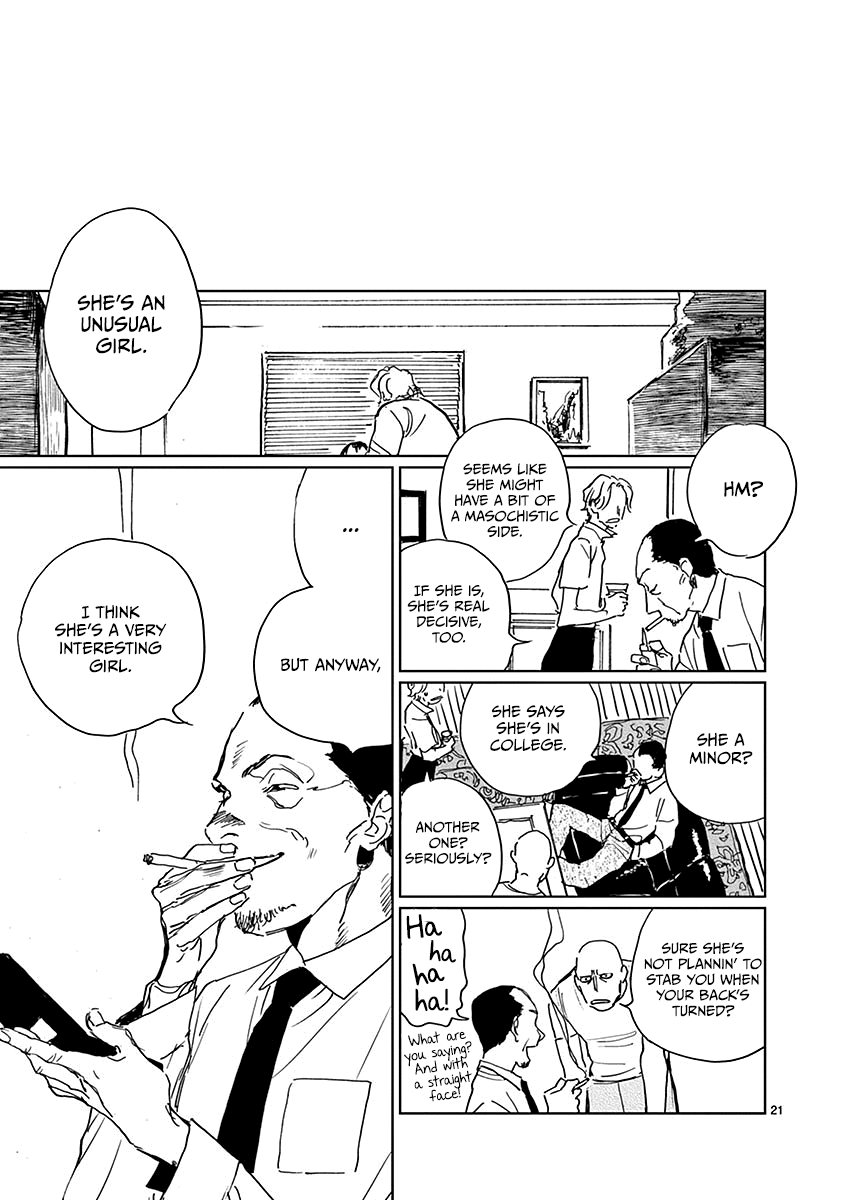 SHE'S AN
UNUSUAL
GIRL.
HM?
SEEMS LIKE
SHE MIGHT
HAVE A BIT OF
A MASOCHISTIC
SIDE.
IF SHE IS,
SHE'S REAL
DECISIVE,
TOO.
SHE A
MINOR?
SHE SAYS
SHE'S IN
COLLEGE.
ANOTHER
ONE?
SERIOUSLY?
SURE SHE'S
NOT PLANNIN' TO
STAB YOU WHEN
YOUR BACK'S
TURNED?
Ha
ha
ha
ha!
What are
you saying?
And with
a straight
face!
...
BUT ANYWAY,
I THINK
SHE'S A VERY
INTERESTING
GIRL.
21